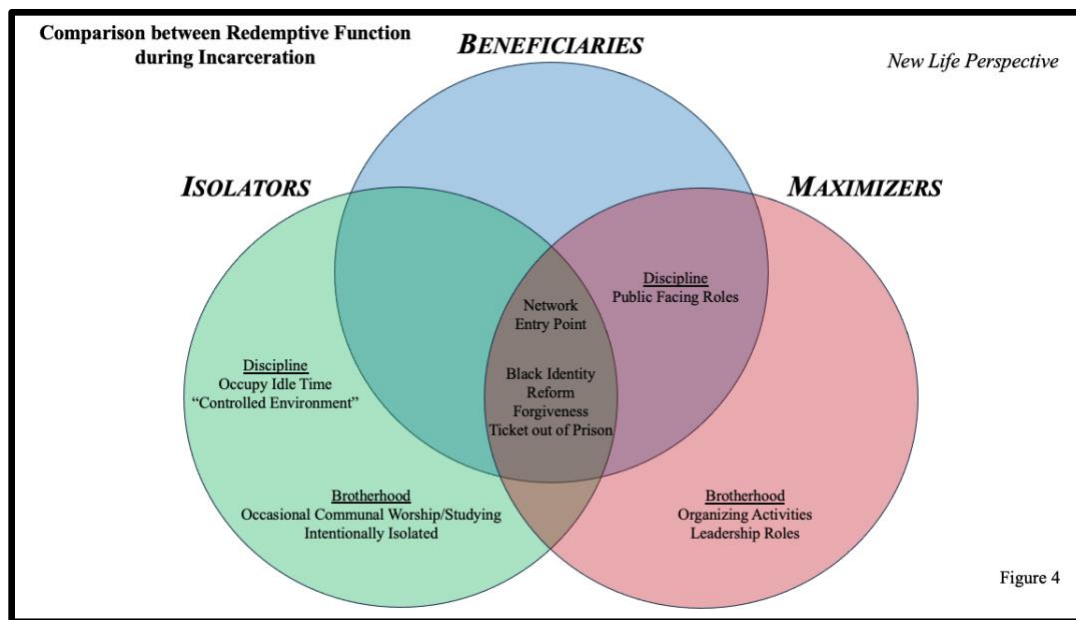 Comparison between Redemptive Function
during Incarceration
BENEFICIARIES
New Life Perspective
ISOLATORS
MAXIMIZERS
Discipline
Public Facing Roles
Network
Entry Point
Discipline
Occupy Idle Time
“Controlled Environment”
Black Identity
Reform
Forgiveness
Ticket out of Prison
Brotherhood
Occasional Communal Worship/Studying
Intentionally Isolated
Brotherhood
Organizing Activities
Leadership Roles
Figure 4